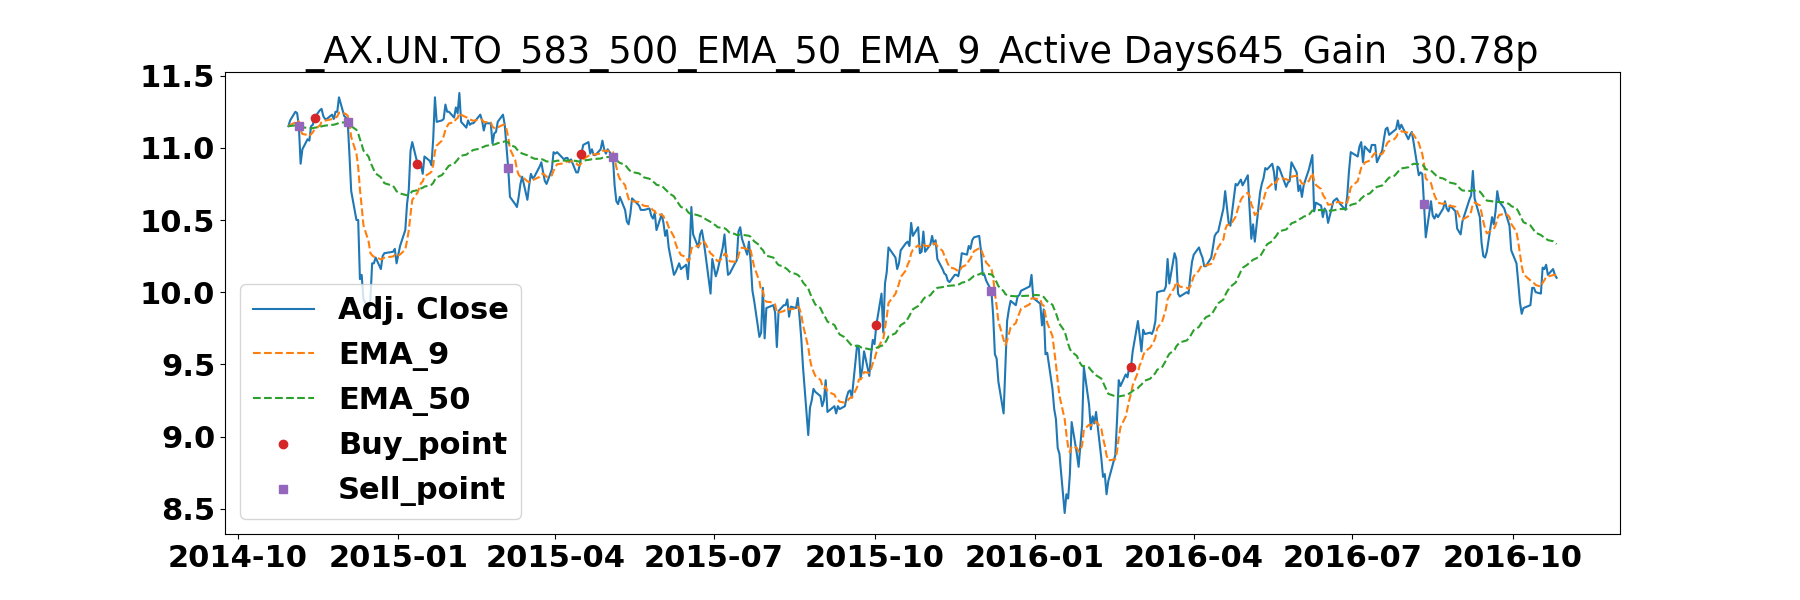 _AX.UN.TO_583_500_EMA_50_EMA_9_Active Days645_Gain  30.78p
11.5
11.0
10.5
10.0
9.5
9.0
8.5
Adj. Close
EMA_9
EMA_50
Buy_point
Sell_point
2014-10 2015-01 2015-04 2015-07 2015-10 2016-01 2016-04 2016-07 2016-10